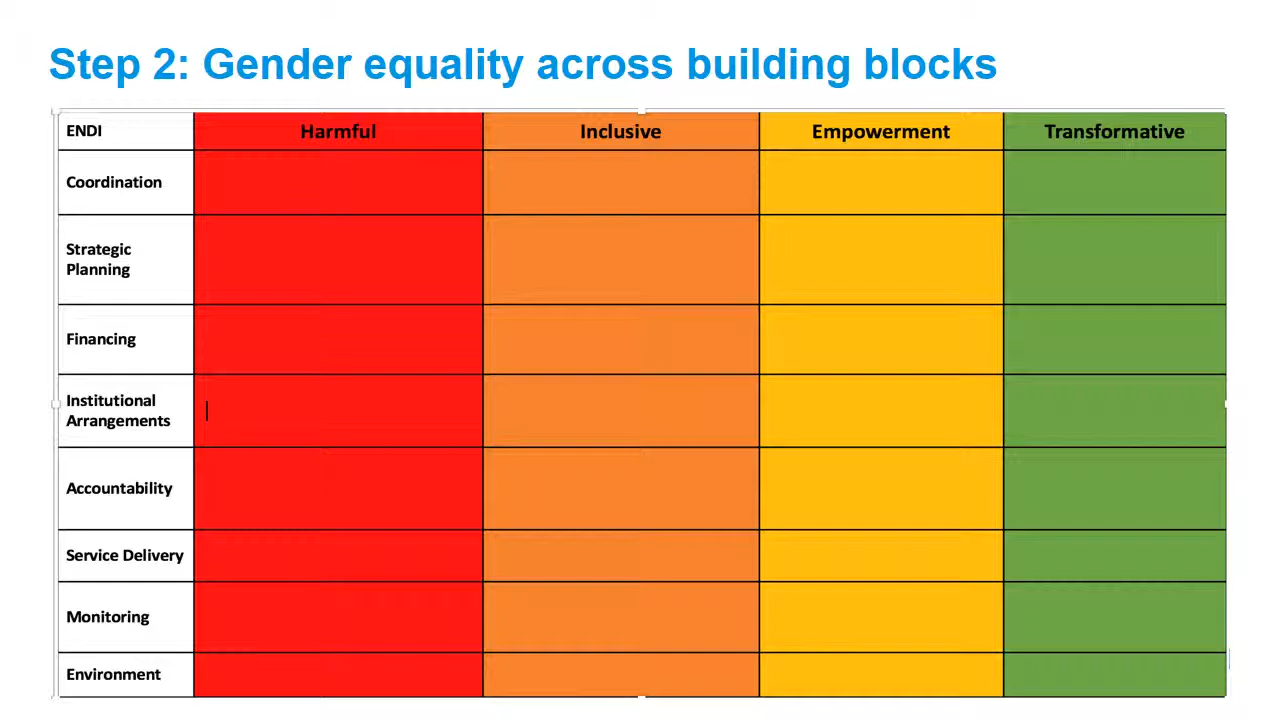 Step 2: Gender equality across building blocks
ENDI Harmful Inclusive Empowerment Transformative
Coordination
Strategic
Planning
Financing
Institutional
Arrangements
Accountability
Service Delivery
Monitoring
Environment